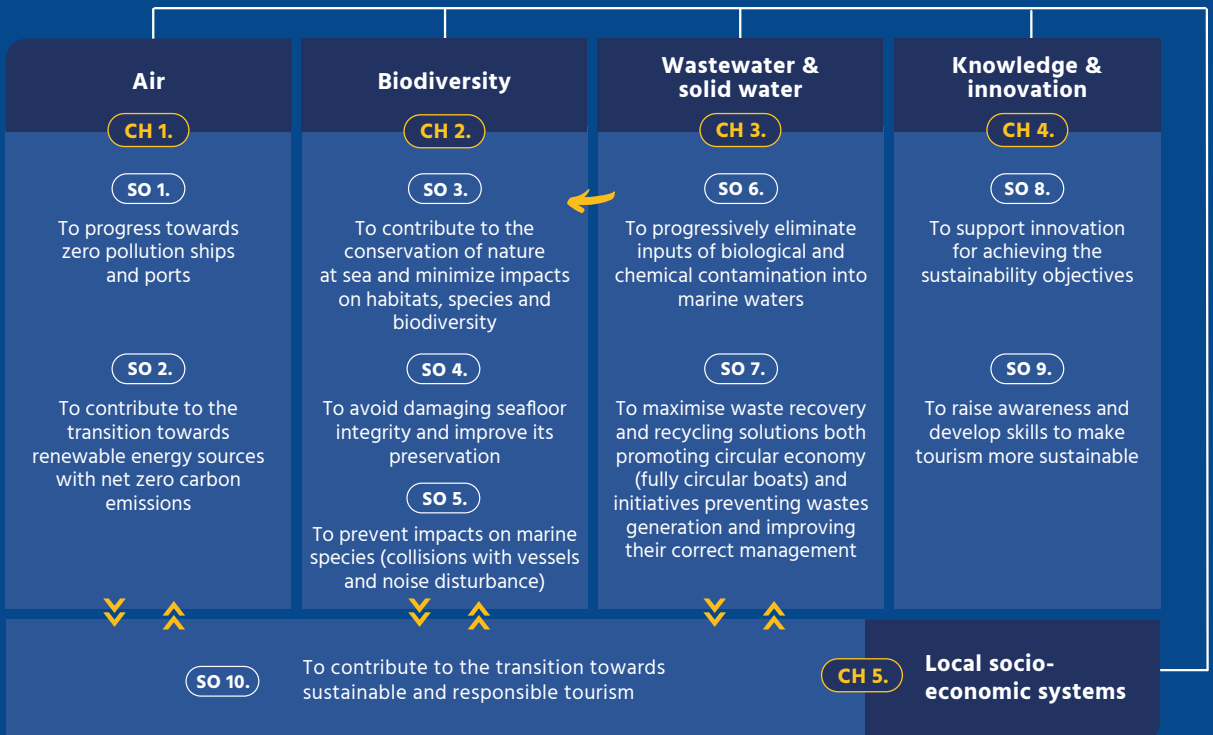 Air
CH 1.
SO 1.
To progress towards
zero pollution ships
and ports
SO 2.
To contribute to the
transition towards
renewable energy sources
with net zero carbon
emissions
Biodiversity
CH 2.
SO 3.
To contribute to the
conservation of nature
at sea and minimize impacts
on habitats, species and
biodiversity
SO 4.
To avoid damaging seafloor
integrity and improve its
preservation
SO 5.
To prevent impacts on marine
species (collisions with vessels
and noise disturbance)
Wastewater &
solid water
CH 3.
SO 6.
To progressively eliminate
inputs of biological and
chemical contamination into
marine waters
SO 7.
To maximise waste recovery
and recycling solutions both
promoting circular economy
(fully circular boats) and
initiatives preventing wastes
generation and improving
their correct management
Knowledge &
innovation
CH 4.
SO 8.
To support innovation
for achieving the
sustainability objectives
SO 9.
To raise awareness and
develop skills to make
tourism more sustainable
SO 10.
To contribute to the transition towards
sustainable and responsible tourism
CH 5.
Local socio-
economic systems